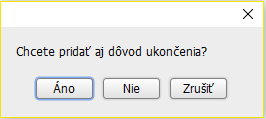 Chcete pridať aj dôvod ukončenia?
Áno Nie Zrušiť